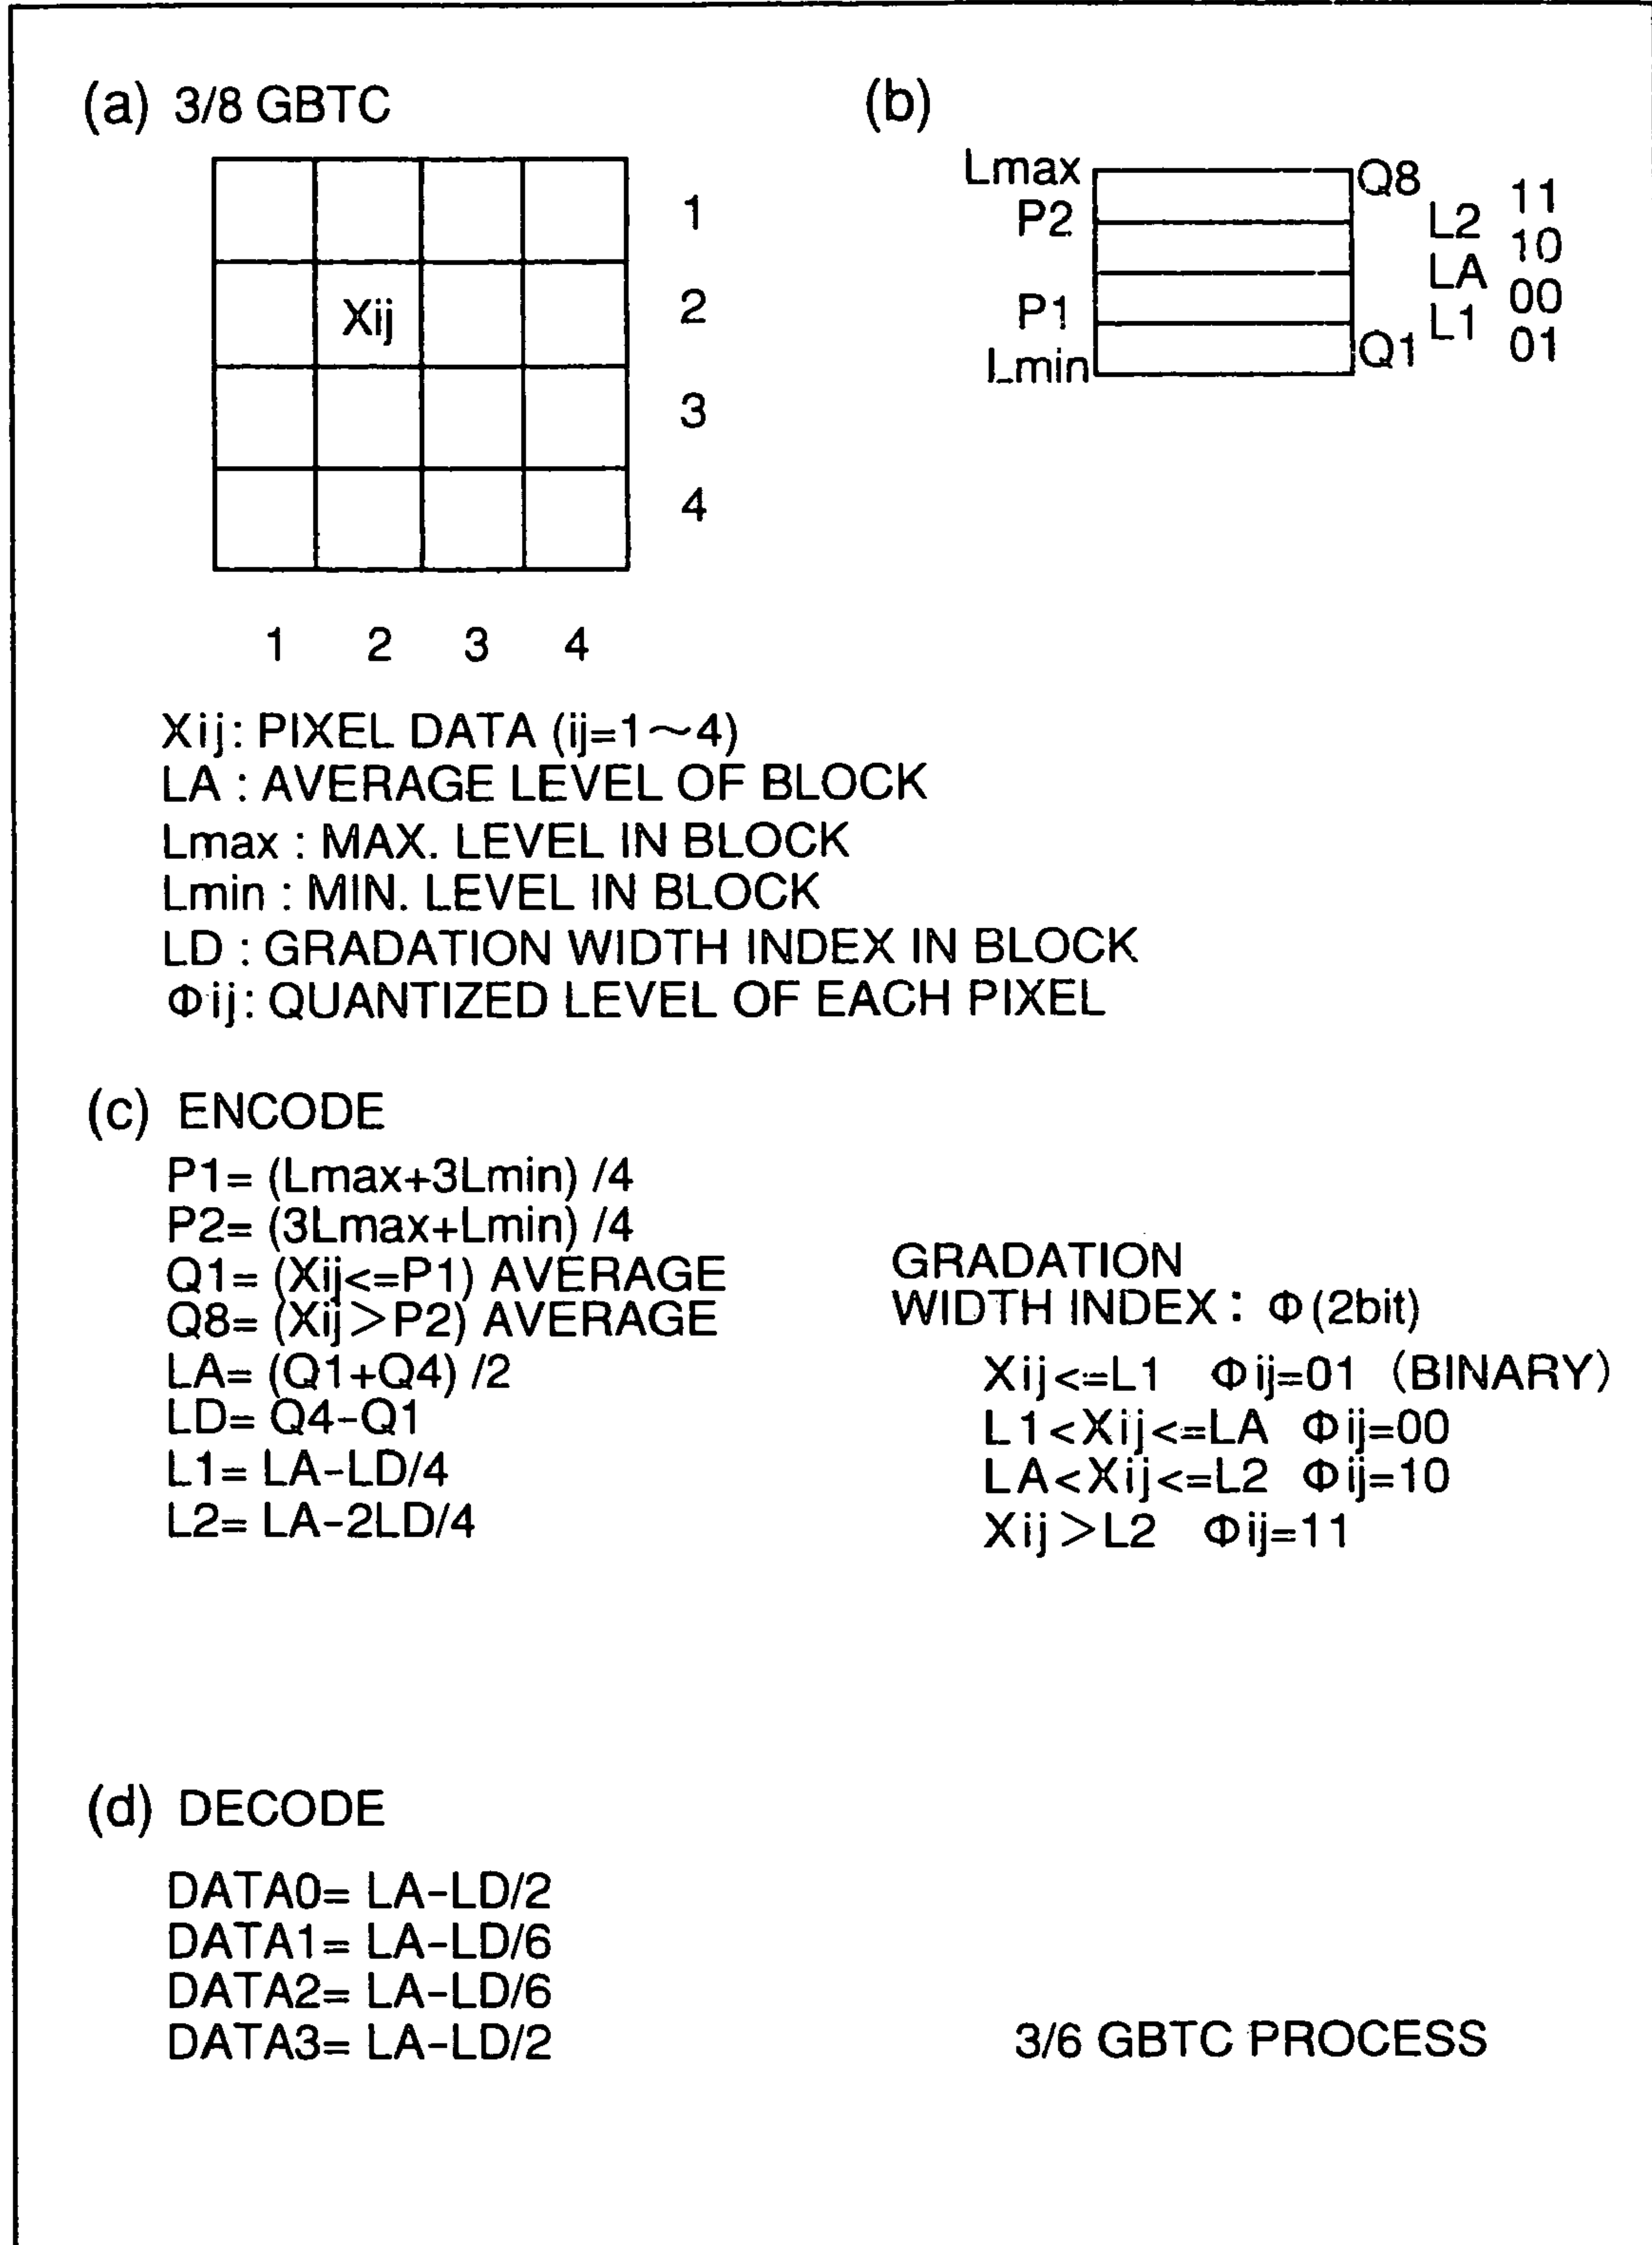 (a) 3/8 GBTC
Xij
1
2
3
4
1 2 3 4
(b)
Lmax
P2
P1
Lmin
Q8
Q1
L2
LA
L1
11
10
00
01
Xij: PIXEL DATA (ij=1〜4)
LA : AVERAGE LEVEL OF BLOCK
Lmax : MAX. LEVEL IN BLOCK
Lmin : MIN. LEVEL IN BLOCK
LD : GRADATION WIDTH INDEX IN BLOCK
Φij: QUANTIZED LEVEL OF EACH PIXEL
(c) ENCODE
P1= (Lmax+3Lmin) /4
P2= (3Lmax+Lmin) /4
Q1= (Xij<=P1) AVERAGE
Q8= (Xij>P2) AVERAGE
LA= (Q1+Q4) /2
LD= Q4-Q1
L1= LA-LD/4
L2= LA-2LD/4
GRADATION
WIDTH INDEX : Φ(2bit)
Xij<=L1 Φij=01 (BINARY)
L1<Xij<=LA Φij=00
LA<Xij<=L2 Φij=10
Xij>L2 Φij=11
(d) DECODE
DATA0= LA-LD/2
DATA1= LA-LD/6
DATA2= LA-LD/6
DATA3= LA-LD/2
3/6 GBTC PROCESS